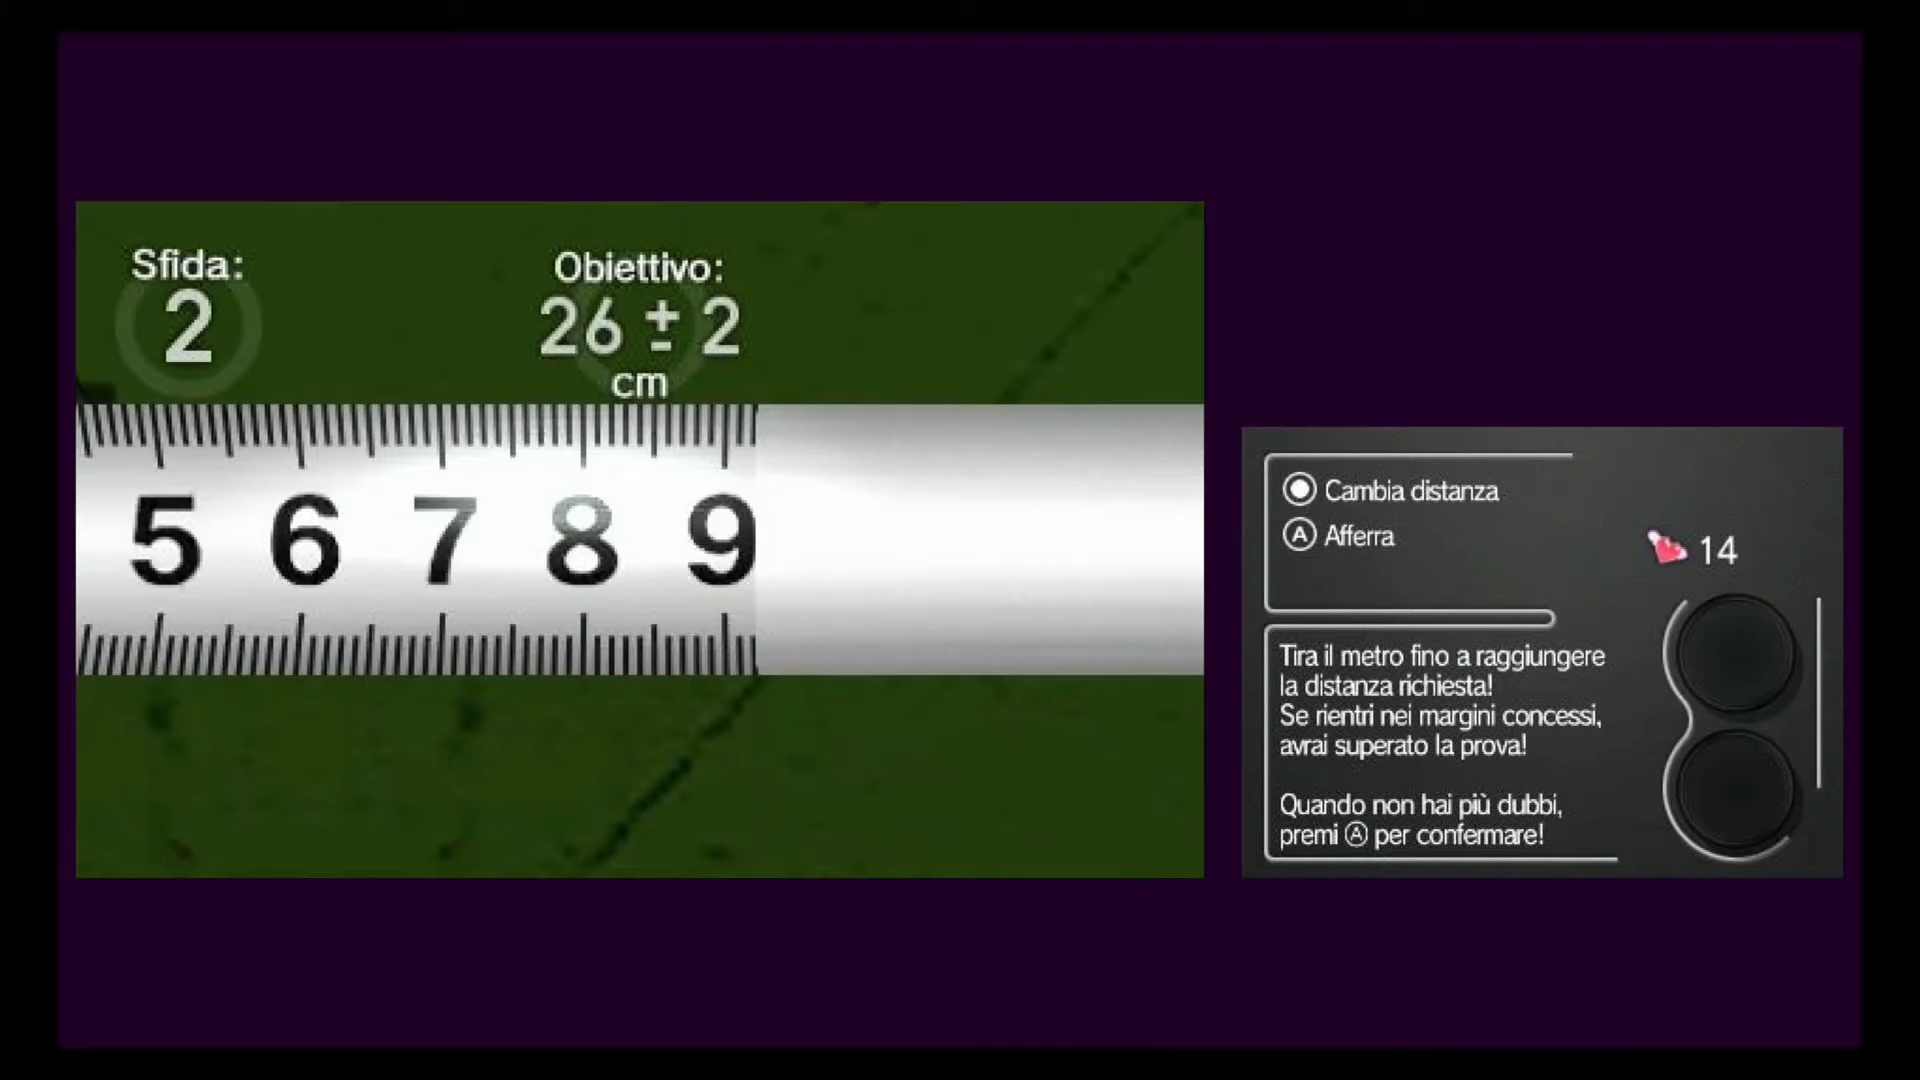 Sfida:
2
Obiettivo:
26 ± 2
cm
5 6 7 8 9
Cambia distanza
Ⓐ Afferra
14
Tira il metro fino a raggiungere
la distanza richiesta!
Se rientri nei margini concessi,
avrai superato la prova!
Quando non hai più dubbi,
premi Ⓐ per confermare!